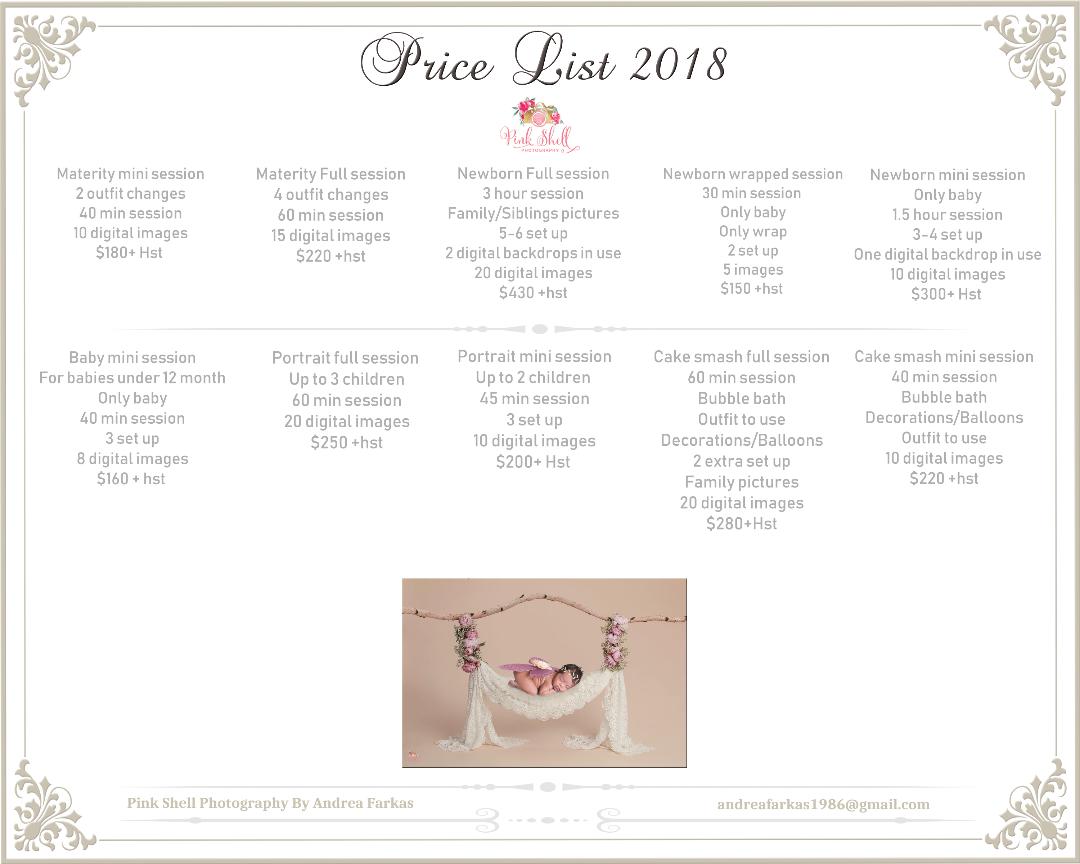 Price List 2018
Pink Shell
PHOTOGRAPHY
Materity mini session
2 outfit changes
40 min session
10 digital images
$180+ Hst
Materity Full session
4 outfit changes
60 min session
15 digital images
$220 +hst
Newborn Full session
3 hour session
Family/Siblings pictures
5-6 set up
2 digital backdrops in use
20 digital images
$430 +hst
Newborn wrapped session
30 min session
Only baby
Only wrap
2 set up
5 images
$150 +hst
Newborn mini session
Only baby
1.5 hour session
3-4 set up
One digital backdrop in use
10 digital images
$300+ Hst
Baby mini session
For babies under 12 month
Only baby
40 min session
3 set up
8 digital images
$160 + hst
Portrait full session
Up to 3 children
60 min session
20 digital images
$250 +hst
Portrait mini session
Up to 2 children
45 min session
3 set up
10 digital images
$200+ Hst
Cake smash full session
60 min session
Bubble bath
Outfit to use
Decorations/Balloons
2 extra set up
Family pictures
20 digital images
$280+Hst
Cake smash mini session
40 min session
Bubble bath
Decorations/Balloons
Outfit to use
10 digital images
$220 +hst
Pink Shell Photography By Andrea Farkas
andreafarkas1986@gmail.com